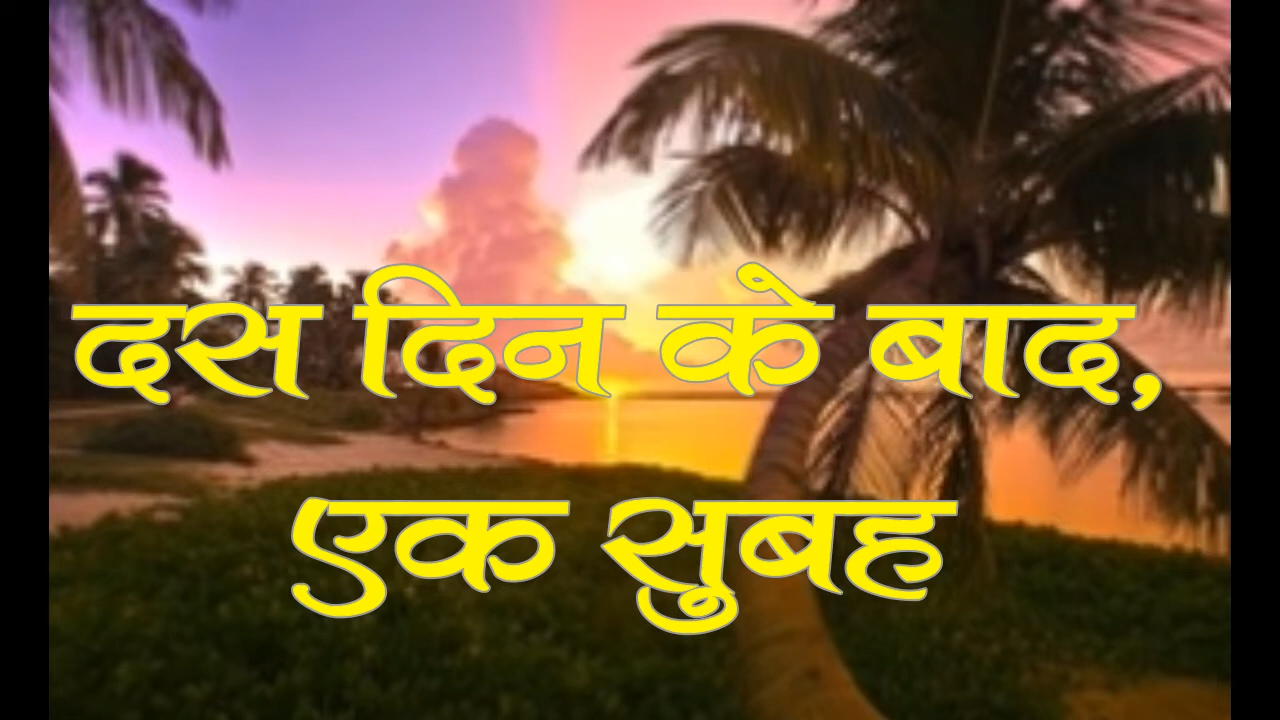 दस दिन के बाद,
एक सुबह